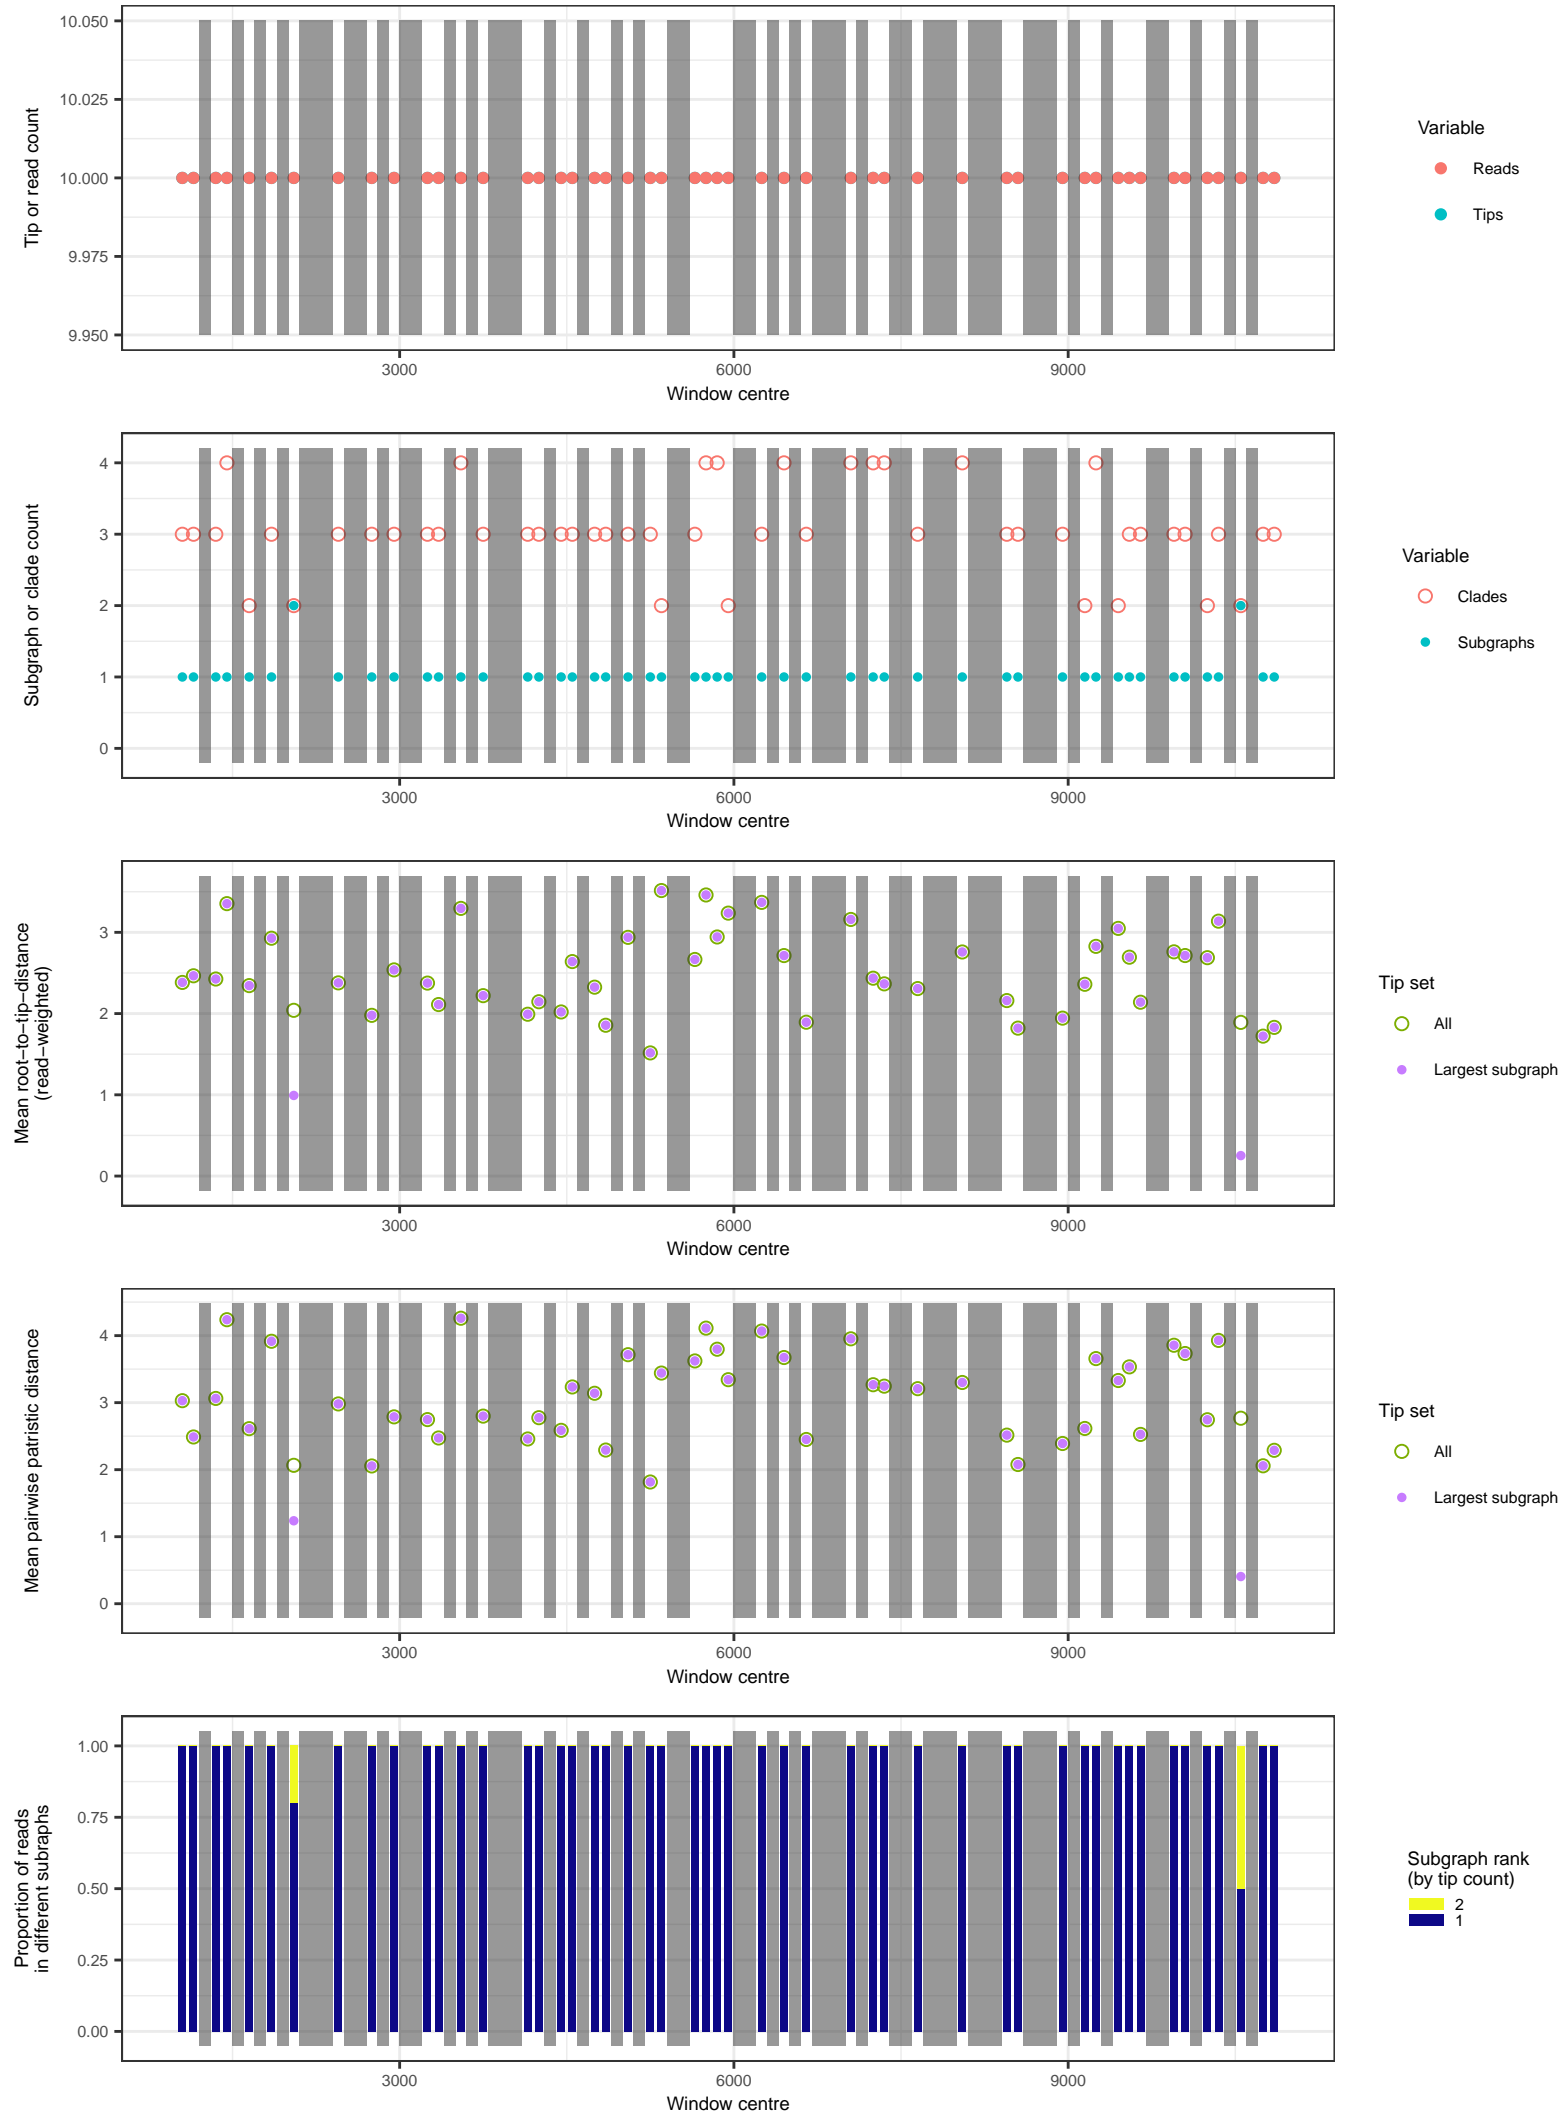 10.050
10.025
10.000
9.975
9.950
Tip or read count
3000 6000 9000
Window centre
Variable
Reads
Tips
4
3
2
1
0
Subgraph or clade count
3000 6000 9000
Window centre
Variable
Clades
Subgraphs
3
2
1
0
Mean root−to−tip−distance
(read−weighted)
3000 6000 9000
Window centre
Tip set
All
Largest subgraph
4
3
2
1
0
Mean pairwise patristic distance
3000 6000 9000
Window centre
Tip set
All
Largest subgraph
1.00
0.75
0.50
0.25
0.00
Proportion of reads
in different subraphs
3000 6000 9000
Window centre
Subgraph rank
(by tip count)
2
1